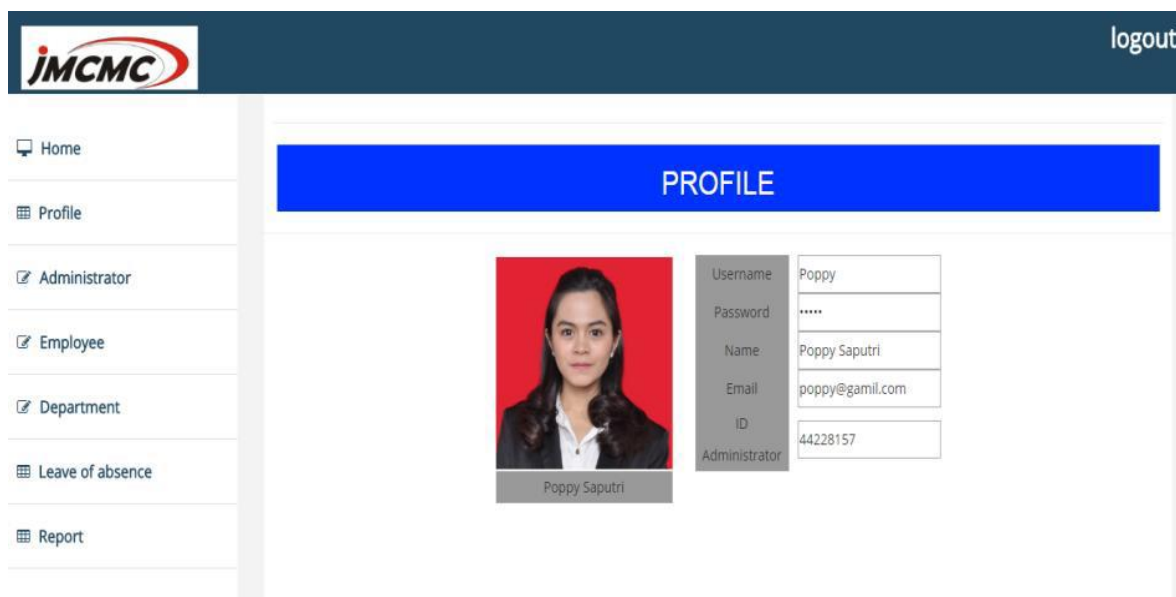 JMCMC
logout
Home
Profile
Administrator
Employee
Department
Leave of absence
Report
PROFILE
Poppy Saputri
Username Poppy
Password •••••
Name Poppy Saputri
Email poppy@gamil.com
ID
Administrator
44228157